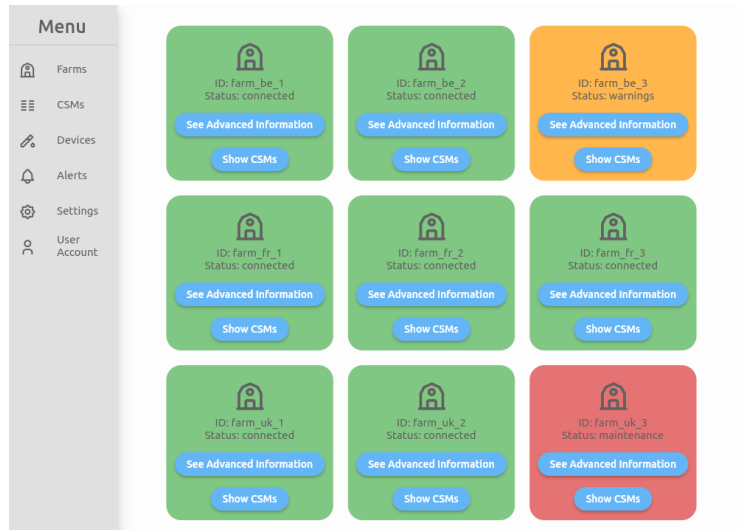 Menu
Farms
CSMs
Devices
Alerts
Settings
User
Account
ID: farm_be_1
Status: connected
See Advanced Information
Show CSMs
ID: farm_be_2
Status: connected
See Advanced Information
Show CSMs
ID: farm_be_3
Status: warnings
See Advanced Information
Show CSMs
ID: farm_fr_1
Status: connected
See Advanced Information
Show CSMs
ID: farm_fr_2
Status: connected
See Advanced Information
Show CSMs
ID: farm_fr_3
Status: connected
See Advanced Information
Show CSMs
ID: farm_uk_1
Status: connected
See Advanced Information
Show CSMs
ID: farm_uk_2
Status: connected
See Advanced Information
Show CSMs
ID: farm_uk_3
Status: maintenance
See Advanced Information
Show CSMs